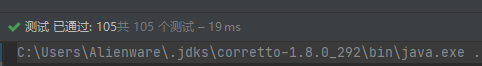 测试 已通过: 105共 105 个测试 – 19 ms
C:\Users\Alienware\.jdks\corretto-1.8.0_292\bin\java.exe .